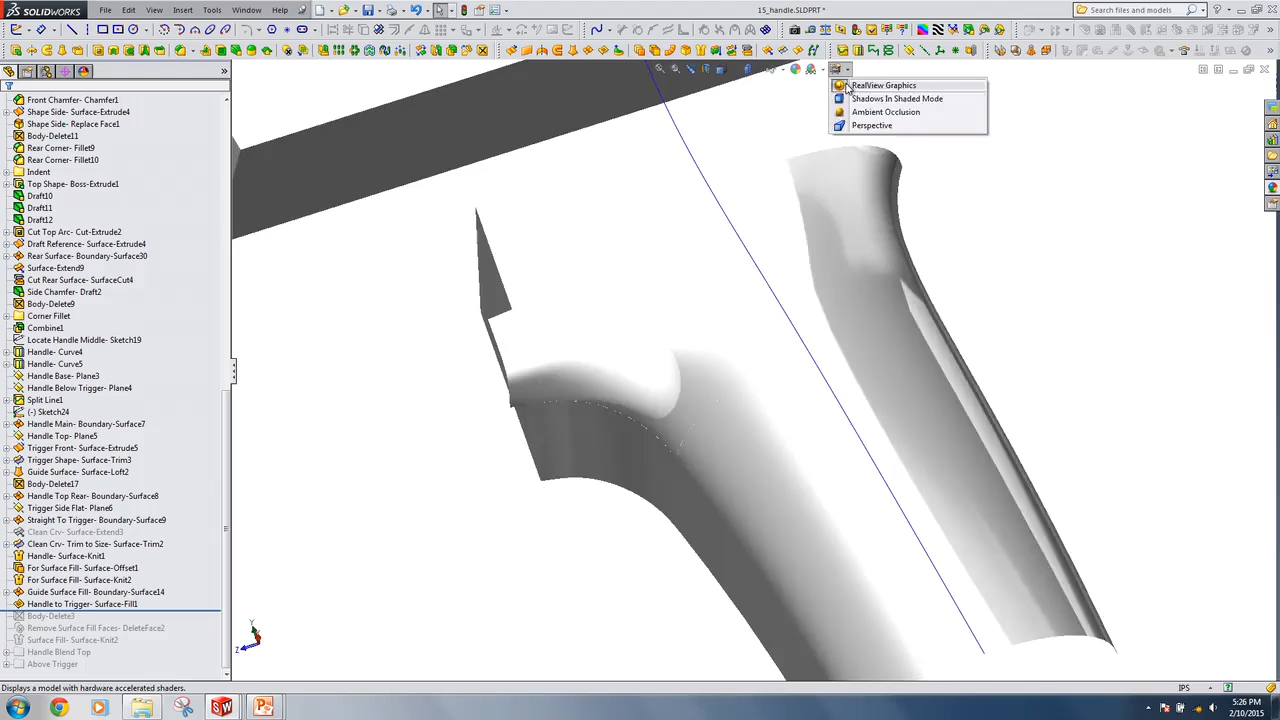 SOLIDWORKS
File
Edit
View
Insert
Tools
Window
Help
15_handle.SLDPRT *
Search files and models
RealView Graphics
Shadows In Shaded Mode
Ambient Occlusion
Perspective
Front Chamfer- Chamfer1
Shape Side- Surface-Extrude4
Shape Side- Replace Face1
Body-Delete11
Rear Corner- Fillet9
Rear Corner- Fillet10
Indent
Top Shape- Boss-Extrude1
Draft10
Draft11
Draft12
Cut Top Arc- Cut-Extrude2
Draft Reference- Surface-Extrude4
Rear Surface- Boundary-Surface30
Surface-Extend9
Cut Rear Surface- SurfaceCut4
Side Chamfer- Draft2
Body-Delete9
Corner Fillet
Combine1
Locate Handle Middle- Sketch19
Handle- Curve4
Handle- Curve5
Handle Base- Plane3
Handle Below Trigger- Plane4
Split Line1
(-) Sketch24
Handle Main- Boundary-Surface7
Handle Top- Plane5
Trigger Front- Surface-Extrude5
Trigger Shape- Surface-Trim3
Guide Surface- Surface-Loft2
Body-Delete17
Handle Top Rear- Boundary-Surface8
Trigger Side Flat- Plane6
Straight To Trigger- Boundary-Surface9
Clean Crv- Surface-Extend3
Clean Crv- Trim to Size- Surface-Trim2
Handle- Surface-Knit1
For Surface Fill- Surface-Offset1
For Surface Fill- Surface-Knit2
Guide Surface Fill- Boundary-Surface14
Handle to Trigger- Surface-Fill1
Body-Delete3
Remove Surface Fill Faces- DeleteFace2
Surface Fill- Surface-Knit2
Handle Blend Top
Above Trigger
Y
Z
Displays a model with hardware accelerated shaders.
IPS
5:26 PM
2/10/2015